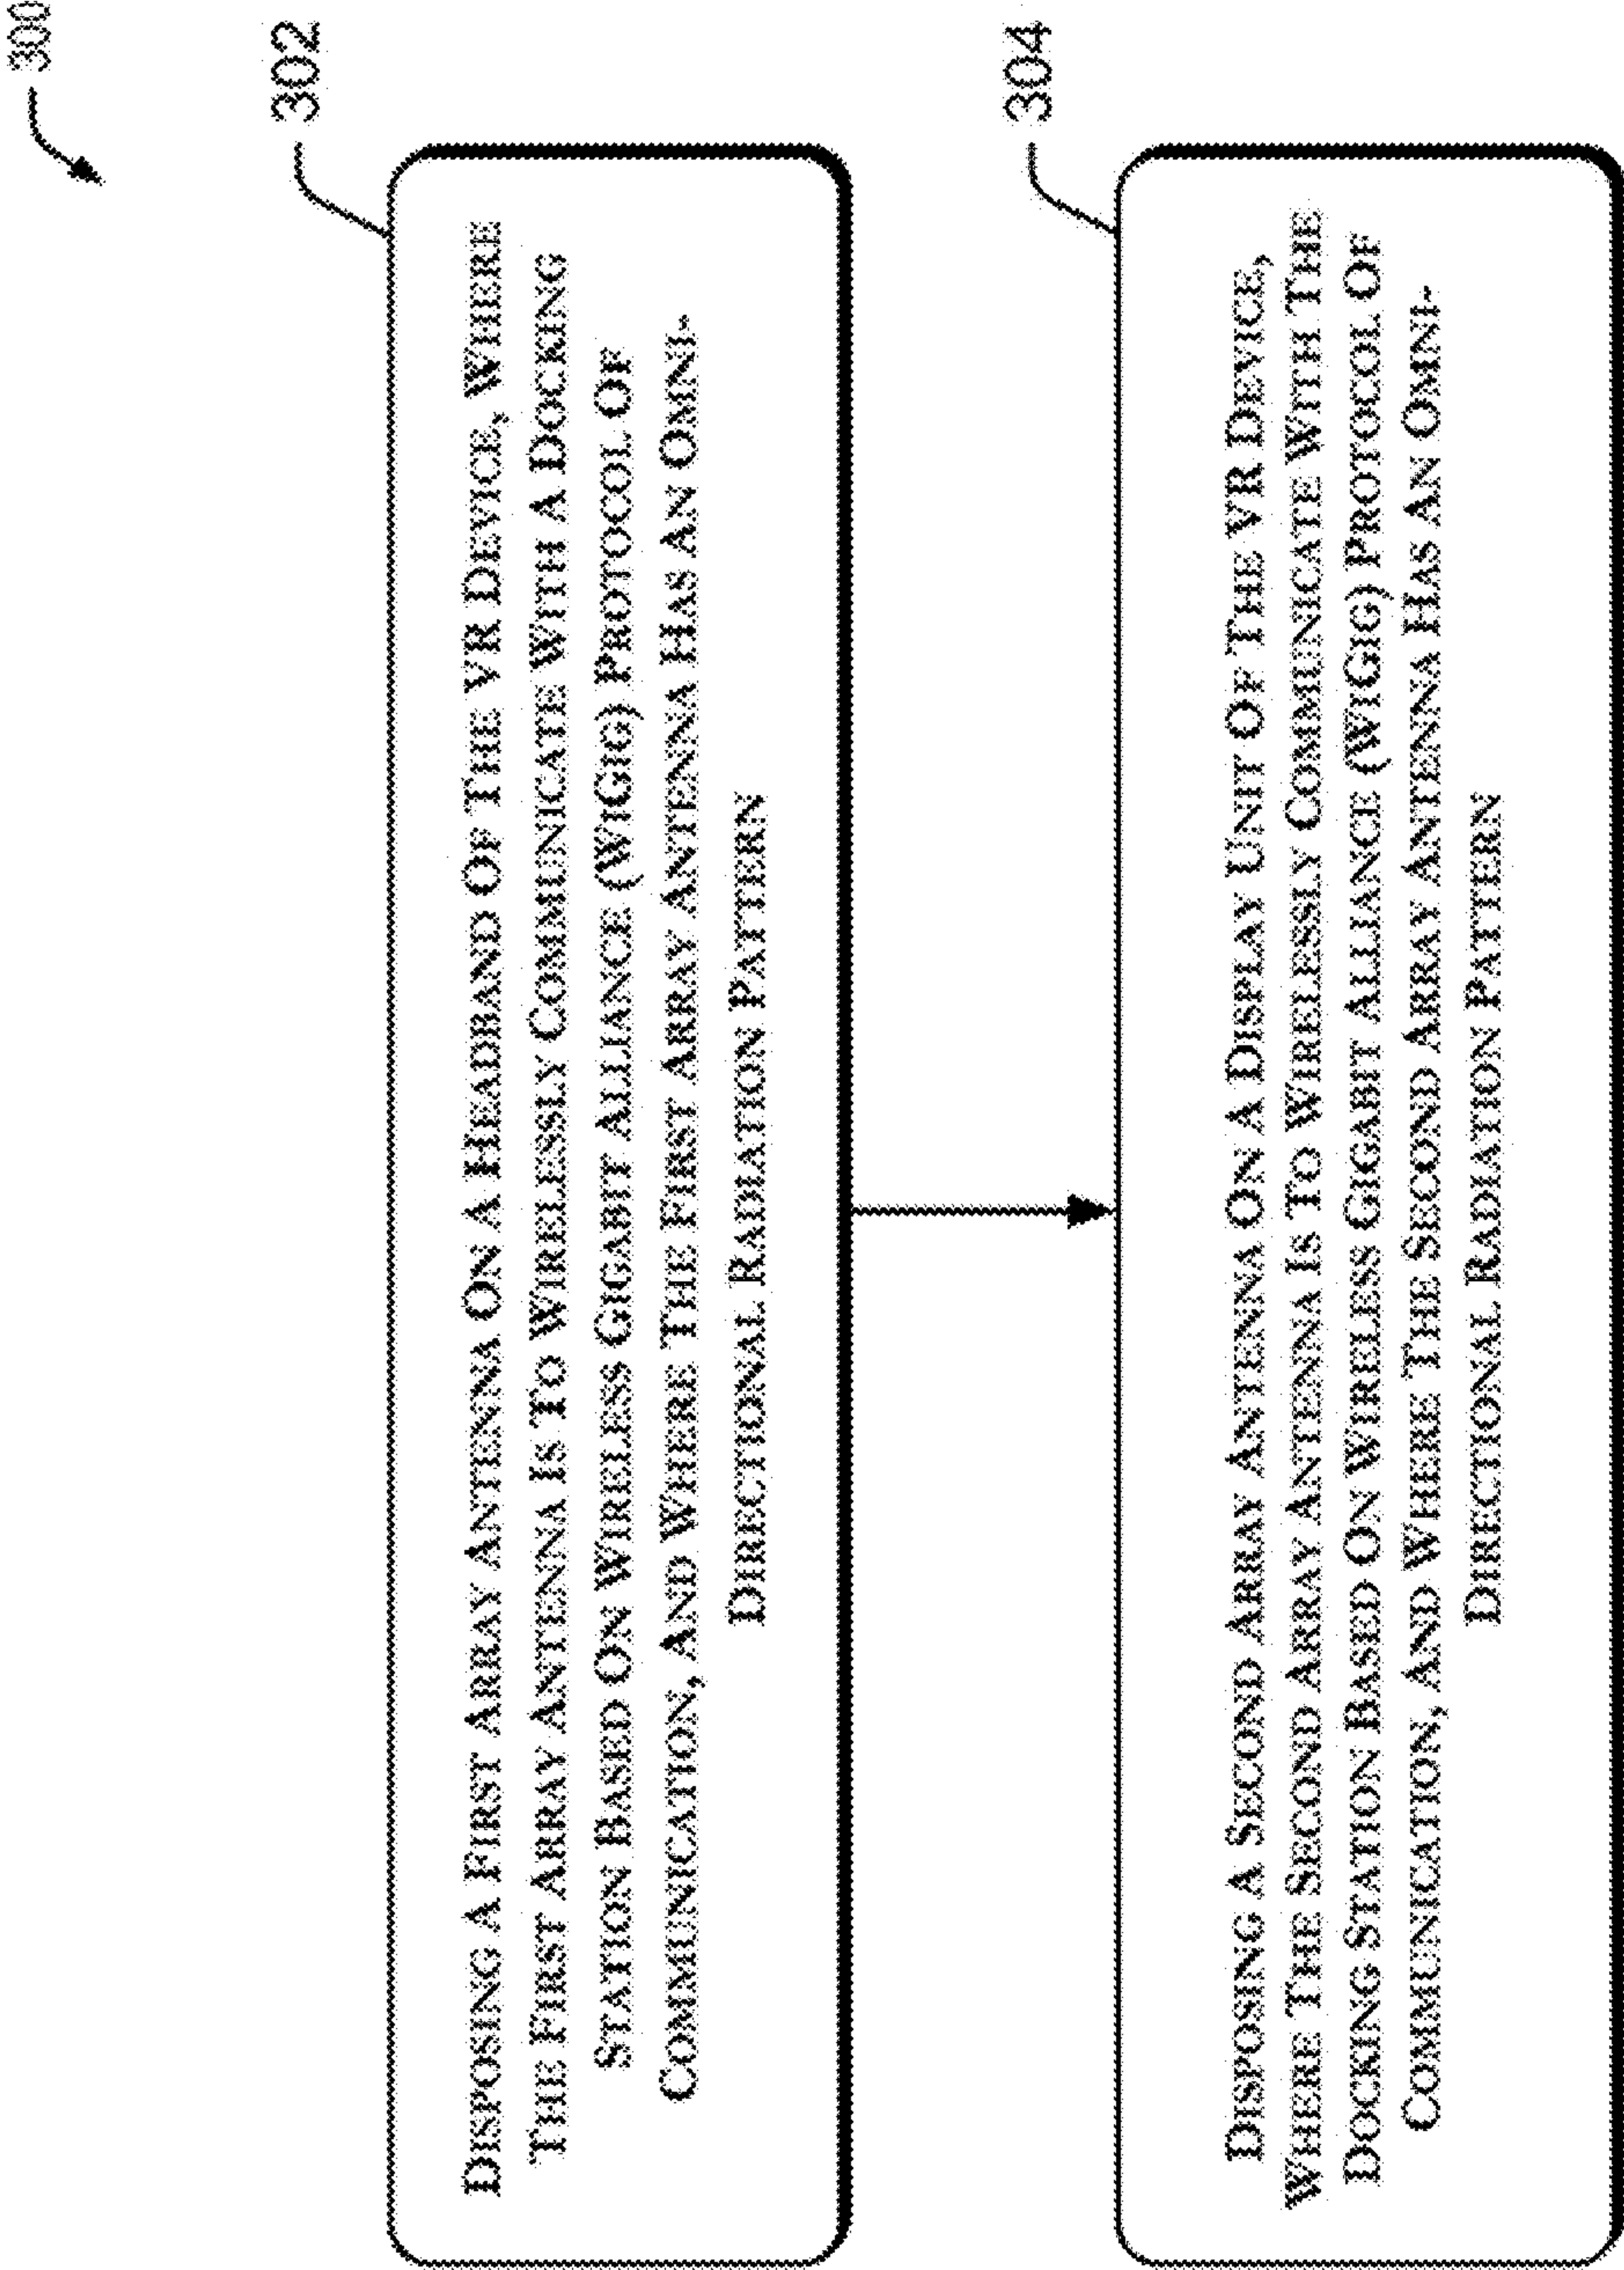 300
302
DISPOSING A FIRST ARRAY ANTENNA ON A HEADBAND OF THE VR DEVICE, WHERE
THE FIRST ARRAY ANTENNA IS TO WIRELESSLY COMMUNICATE WITH A DOCKING
STATION BASED ON WIRELESS GIGABIT ALLIANCE (WIGIG) PROTOCOL OF
COMMUNICATION, AND WHERE THE FIRST ARRAY ANTENNA HAS AN OMNI-
DIRECTIONAL RADIATION PATTERN
304
DISPOSING A SECOND ARRAY ANTENNA ON A DISPLAY UNIT OF THE VR DEVICE,
WHERE THE SECOND ARRAY ANTENNA IS TO WIRELESSLY COMMUNICATE WITH THE
DOCKING STATION BASED ON WIRELESS GIGABIT ALLIANCE (WIGIG) PROTOCOL OF
COMMUNICATION, AND WHERE THE SECOND ARRAY ANTENNA HAS AN OMNI-
DIRECTIONAL RADIATION PATTERN